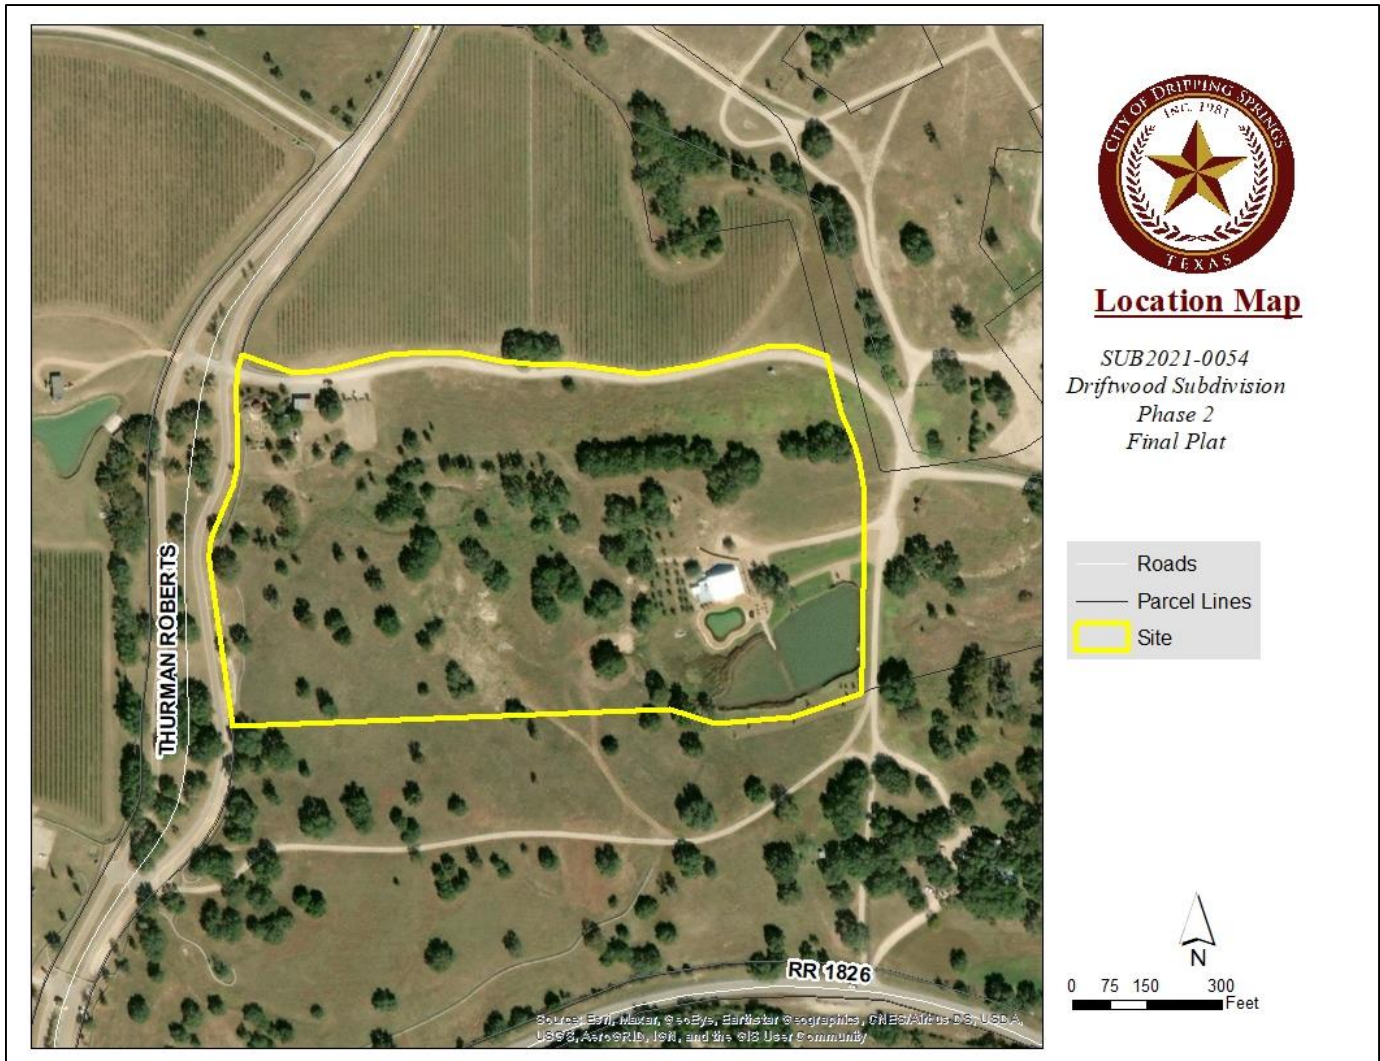 CITY OF DRIPPING SPRINGS
INC. 1981
TEXAS
Location Map
SUB2021-0054
Driftwood Subdivision
Phase 2
Final Plat
Roads
Parcel Lines
Site
THURMAN ROBERTS
RR 1826
N
0 75 150 300
Feet
Source: Esri, Maxar, GeoEye, Earthstar Geographics, CNES/Airbus DS, USDA,
USGS, AeroGRID, IGN, and the GIS User Community